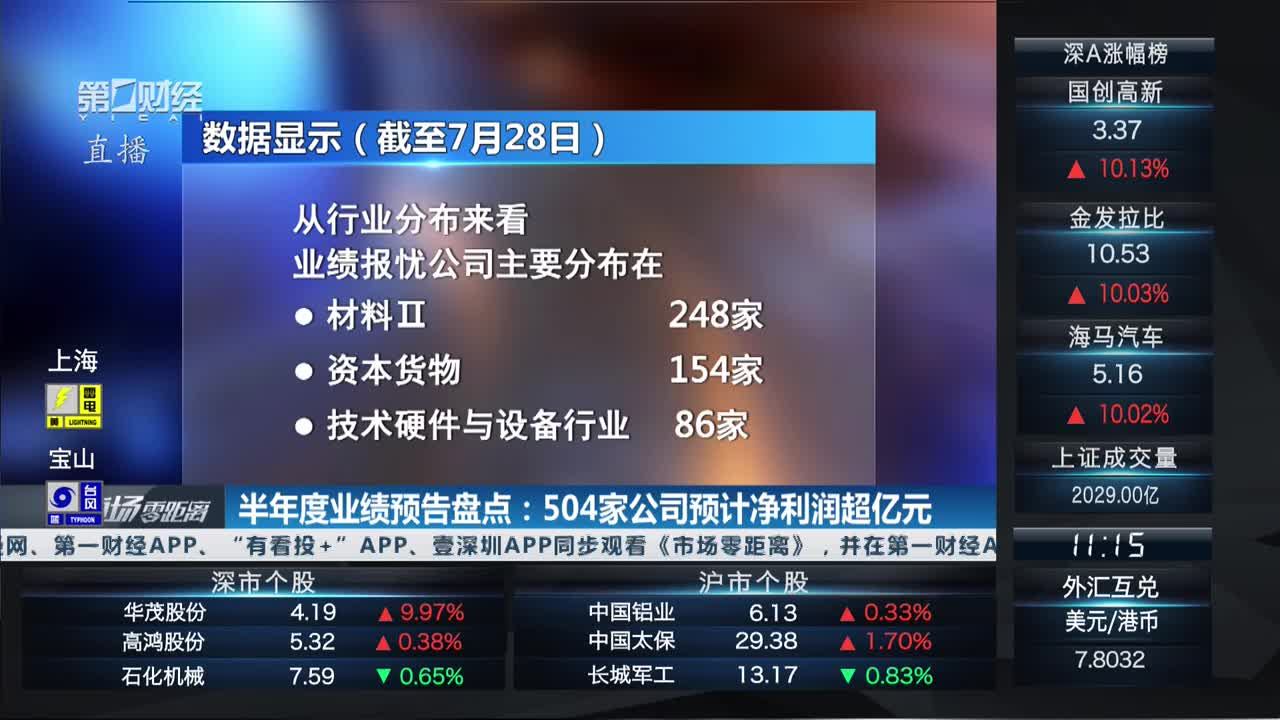 第一财经
YICAI
直播
数据显示（截至7月28日）
从行业分布来看
业绩报忧公司主要分布在
● 材料Ⅱ 248家
● 资本货物 154家
● 技术硬件与设备行业 86家
上海
雷电
黄 LIGHTNING
宝山
台风
蓝 TYPHOON
市场零距离
半年度业绩预告盘点：504家公司预计净利润超亿元
网、第一财经APP、“有看投+”APP、壹深圳APP同步观看《市场零距离》，并在第一财经A
深市个股
华茂股份 4.19 ▲ 9.97%
高鸿股份 5.32 ▲ 0.38%
石化机械 7.59 ▼ 0.65%
沪市个股
中国铝业 6.13 ▲ 0.33%
中国太保 29.38 ▲ 1.70%
长城军工 13.17 ▼ 0.83%
深A涨幅榜
国创高新
3.37
▲ 10.13%
金发拉比
10.53
▲ 10.03%
海马汽车
5.16
▲ 10.02%
上证成交量
2029.00亿
11:15
外汇互兑
美元/港币
7.8032